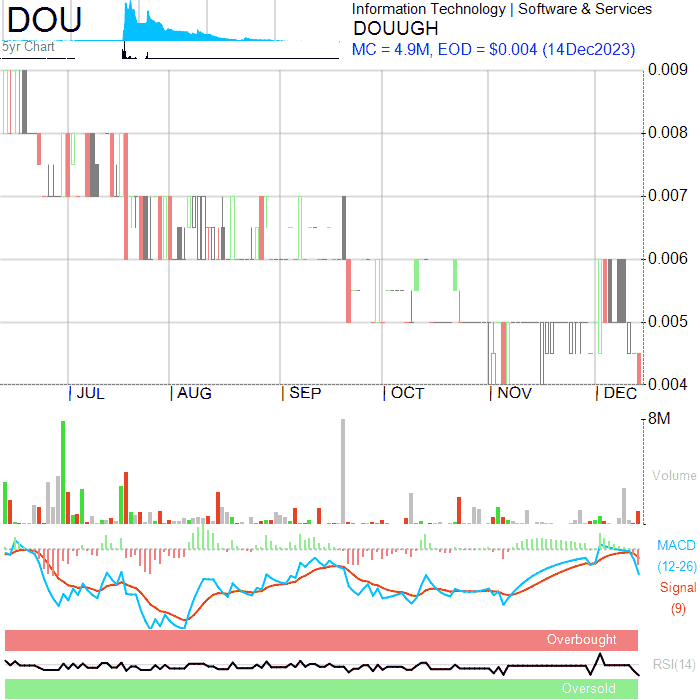 DOU
5yr Chart
Information Technology | Software & Services
DOUUGH
MC = 4.9M, EOD = $0.004 (14Dec2023)
0.009
0.008
0.007
0.006
0.005
0.004
JUL
AUG
SEP
OCT
NOV
DEC
8M
Volume
MACD
(12-26)
Signal
(9)
Overbought
RSI(14)
Oversold